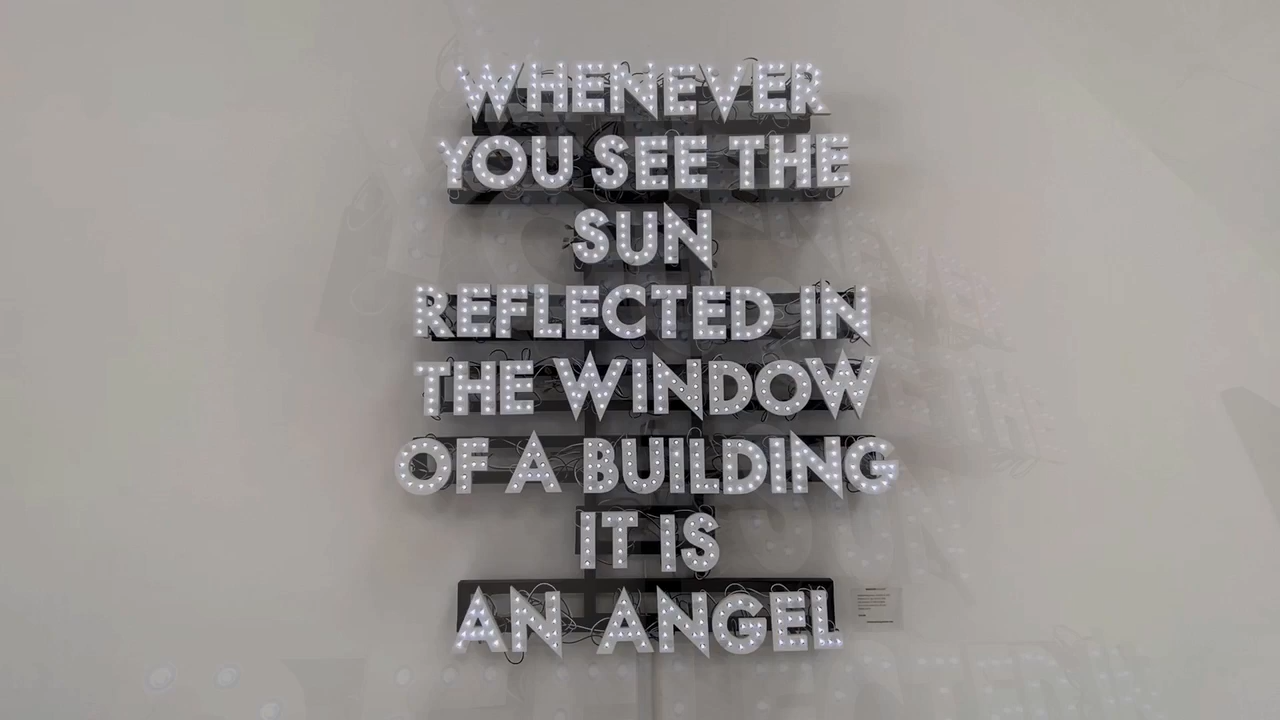 WHENEVER
YOU SEE THE
SUN
REFLECTED IN
THE WINDOW
OF A BUILDING
IT IS
AN ANGEL